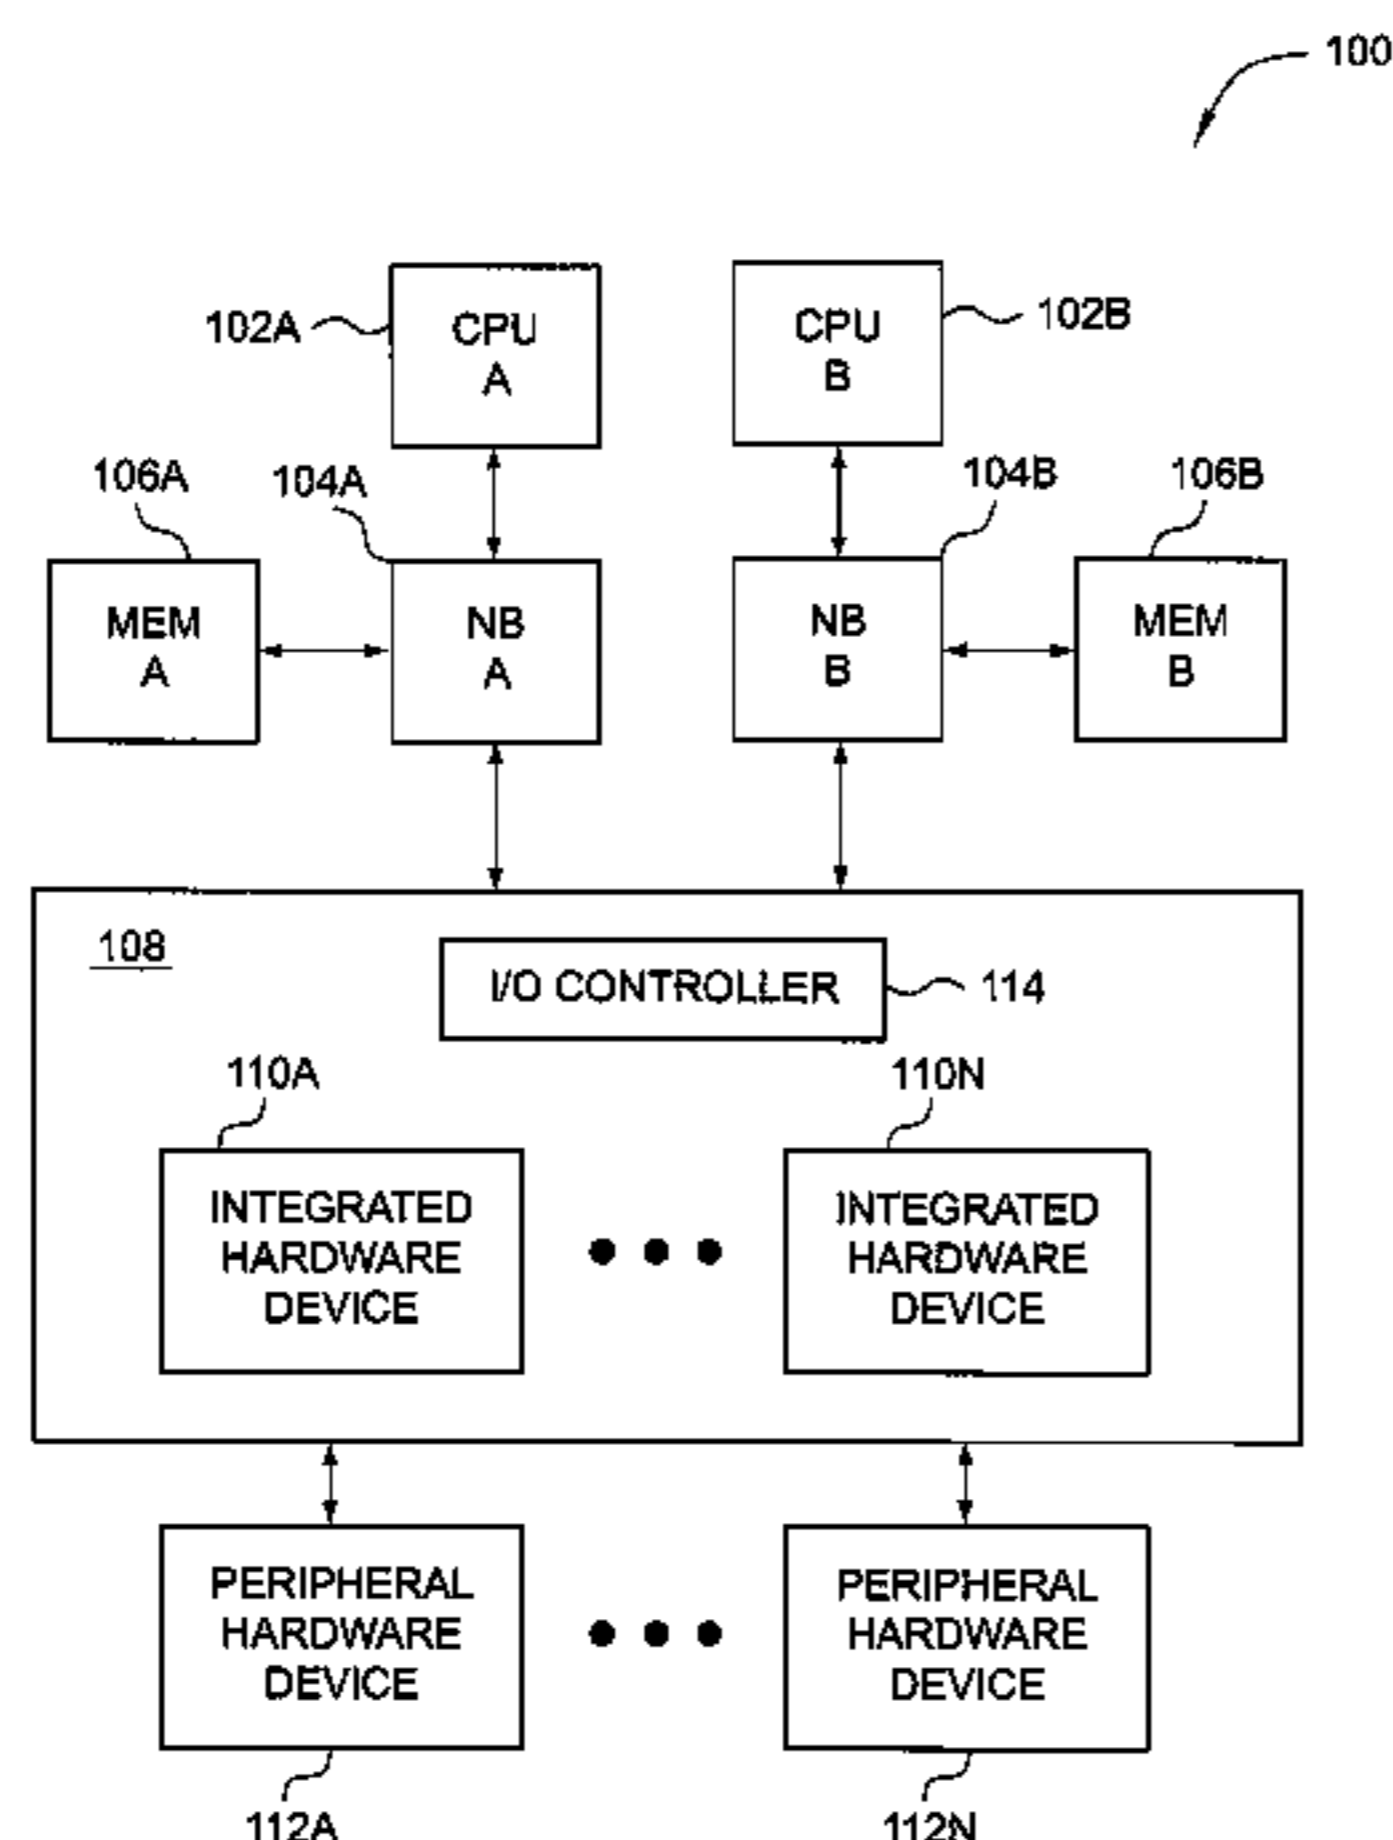 100
102A
CPU
A
CPU
B
102B
106A
104A
104B
106B
MEM
A
NB
A
NB
B
MEM
B
108
I/O CONTROLLER
114
110A
110N
INTEGRATED
HARDWARE
DEVICE
INTEGRATED
HARDWARE
DEVICE
PERIPHERAL
HARDWARE
DEVICE
PERIPHERAL
HARDWARE
DEVICE
112A
112N